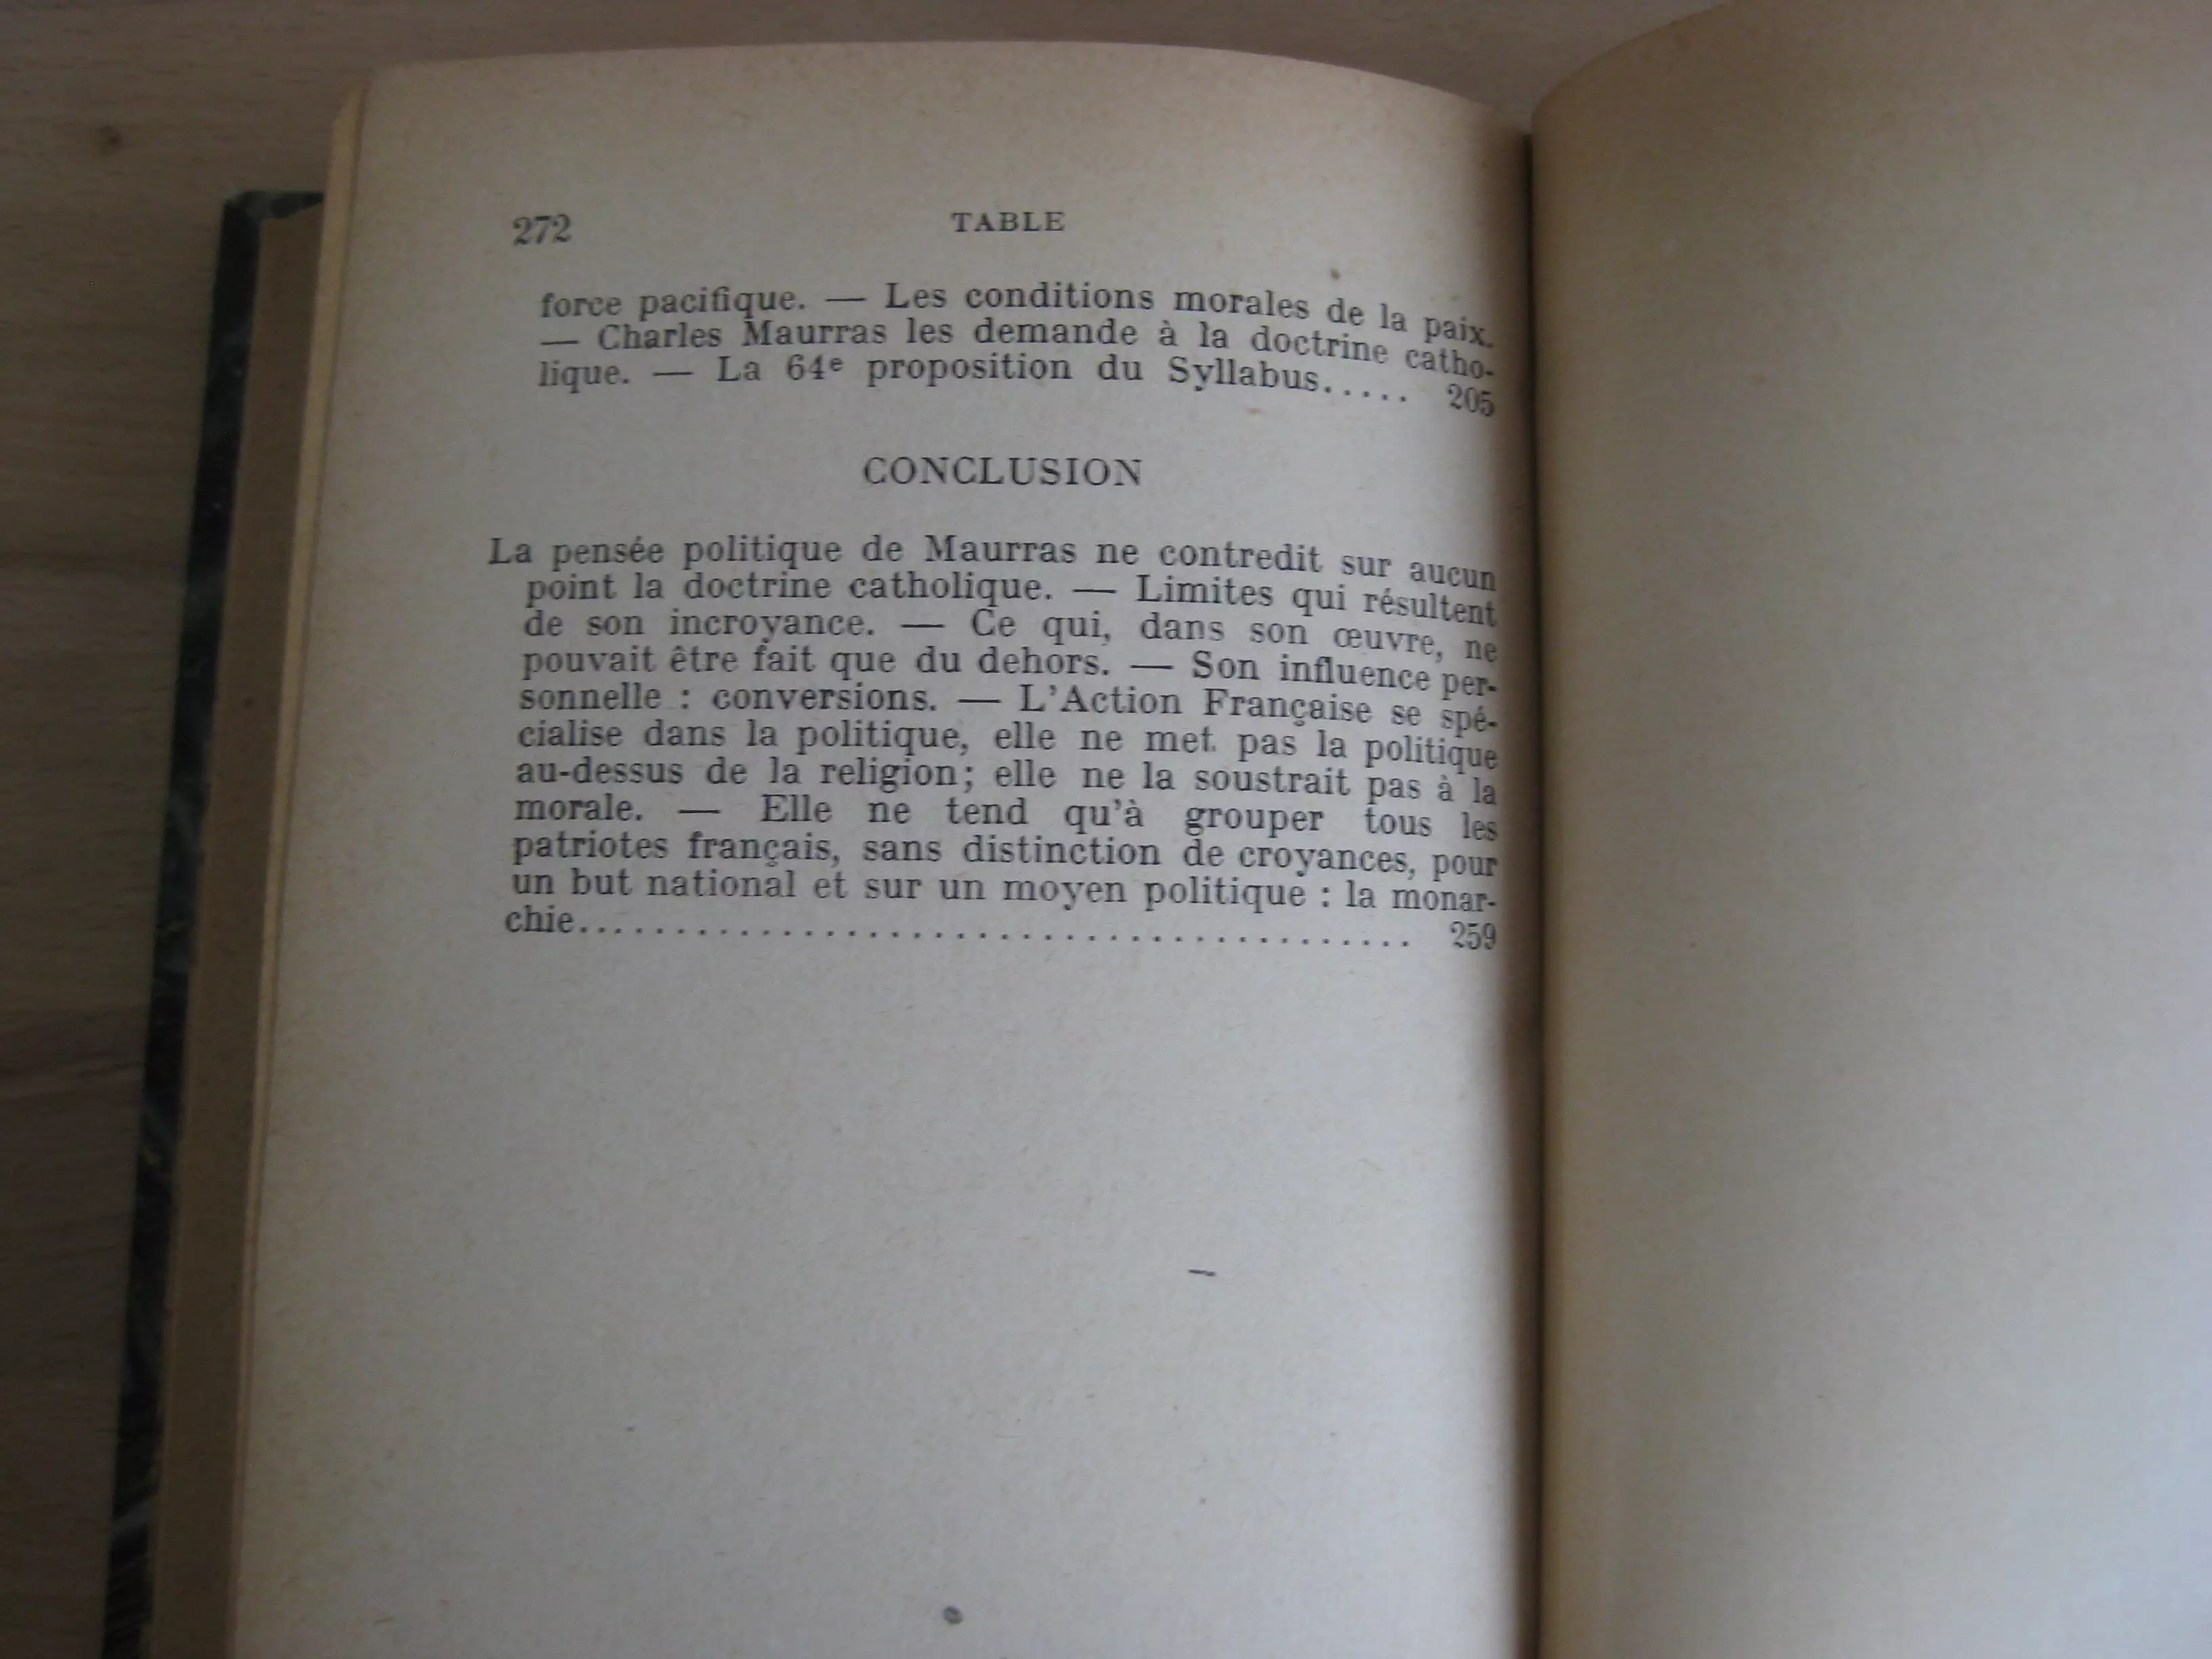 272 TABLE
force pacifique. — Les conditions morales de la paix.
— Charles Maurras les demande à la doctrine catho-
lique. — La 64e proposition du Syllabus..... 205
CONCLUSION
La pensée politique de Maurras ne contredit sur aucun
point la doctrine catholique. — Limites qui résultent
de son incroyance. — Ce qui, dans son œuvre, ne
pouvait être fait que du dehors. — Son influence per-
sonnelle : conversions. — L'Action Française se spé-
cialise dans la politique, elle ne met pas la politique
au-dessus de la religion; elle ne la soustrait pas à la
morale. — Elle ne tend qu'à grouper tous les
patriotes français, sans distinction de croyances, pour
un but national et sur un moyen politique : la monar-
chie....................................... 259